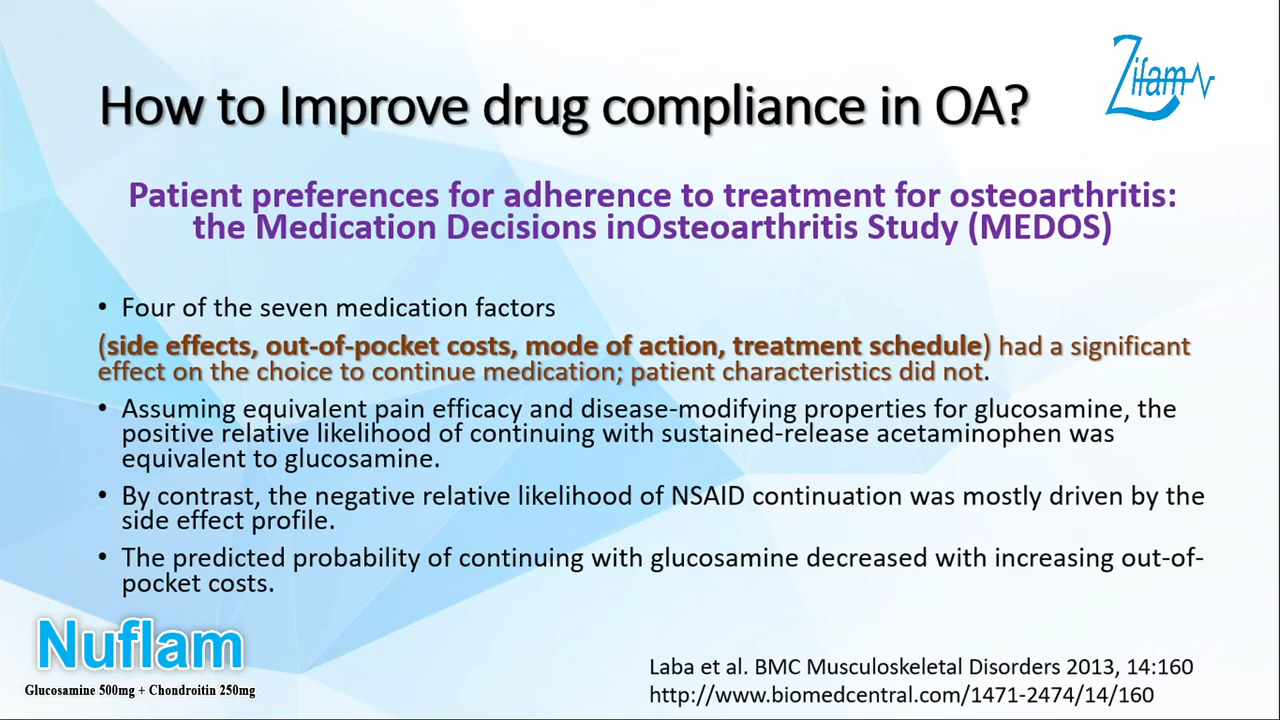 Zifam
How to Improve drug compliance in OA?
Patient preferences for adherence to treatment for osteoarthritis:
the Medication Decisions inOsteoarthritis Study (MEDOS)
• Four of the seven medication factors
(side effects, out-of-pocket costs, mode of action, treatment schedule) had a significant
effect on the choice to continue medication; patient characteristics did not.
• Assuming equivalent pain efficacy and disease-modifying properties for glucosamine, the
positive relative likelihood of continuing with sustained-release acetaminophen was
equivalent to glucosamine.
• By contrast, the negative relative likelihood of NSAID continuation was mostly driven by the
side effect profile.
• The predicted probability of continuing with glucosamine decreased with increasing out-of-
pocket costs.
Nuflam
Glucosamine 500mg + Chondroitin 250mg
Laba et al. BMC Musculoskeletal Disorders 2013, 14:160
http://www.biomedcentral.com/1471-2474/14/160